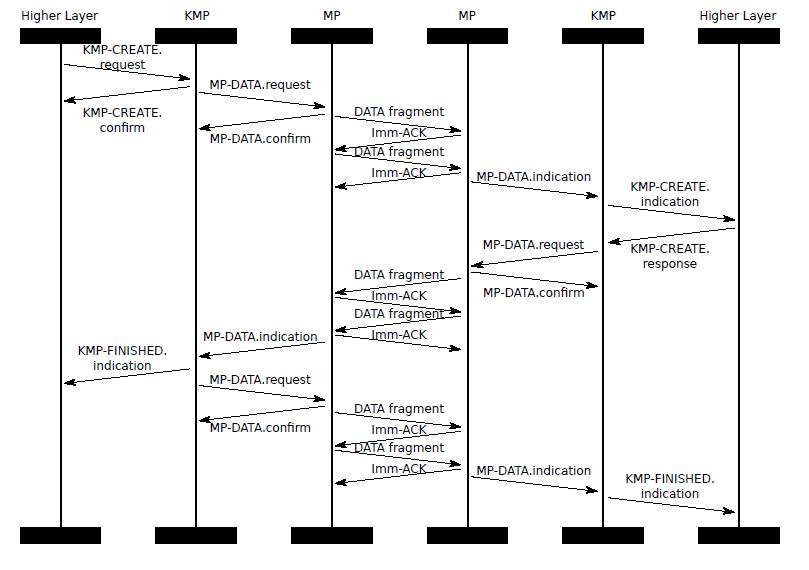 Higher Layer
KMP
MP
MP
KMP
Higher Layer
KMP-CREATE.
request
MP-DATA.request
KMP-CREATE.
confirm
DATA fragment
MP-DATA.confirm
Imm-ACK
DATA fragment
Imm-ACK
MP-DATA.indication
KMP-CREATE.
indication
MP-DATA.request
KMP-CREATE.
response
DATA fragment
MP-DATA.confirm
Imm-ACK
DATA fragment
Imm-ACK
MP-DATA.indication
KMP-FINISHED.
indication
MP-DATA.request
DATA fragment
MP-DATA.confirm
Imm-ACK
DATA fragment
Imm-ACK
MP-DATA.indication
KMP-FINISHED.
indication